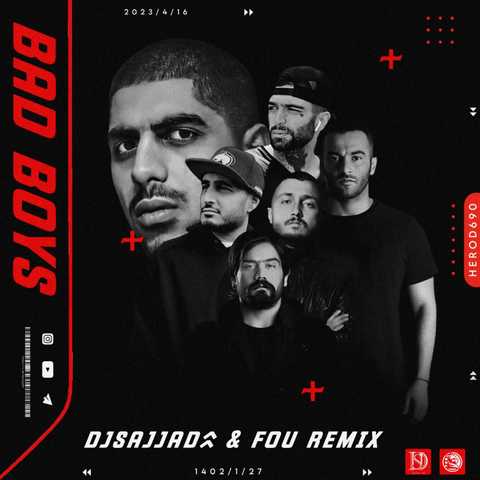 2023/4/16
BAD BOYS
HEROD690
DJSAJJAD & FOU REMIX
1402/1/27